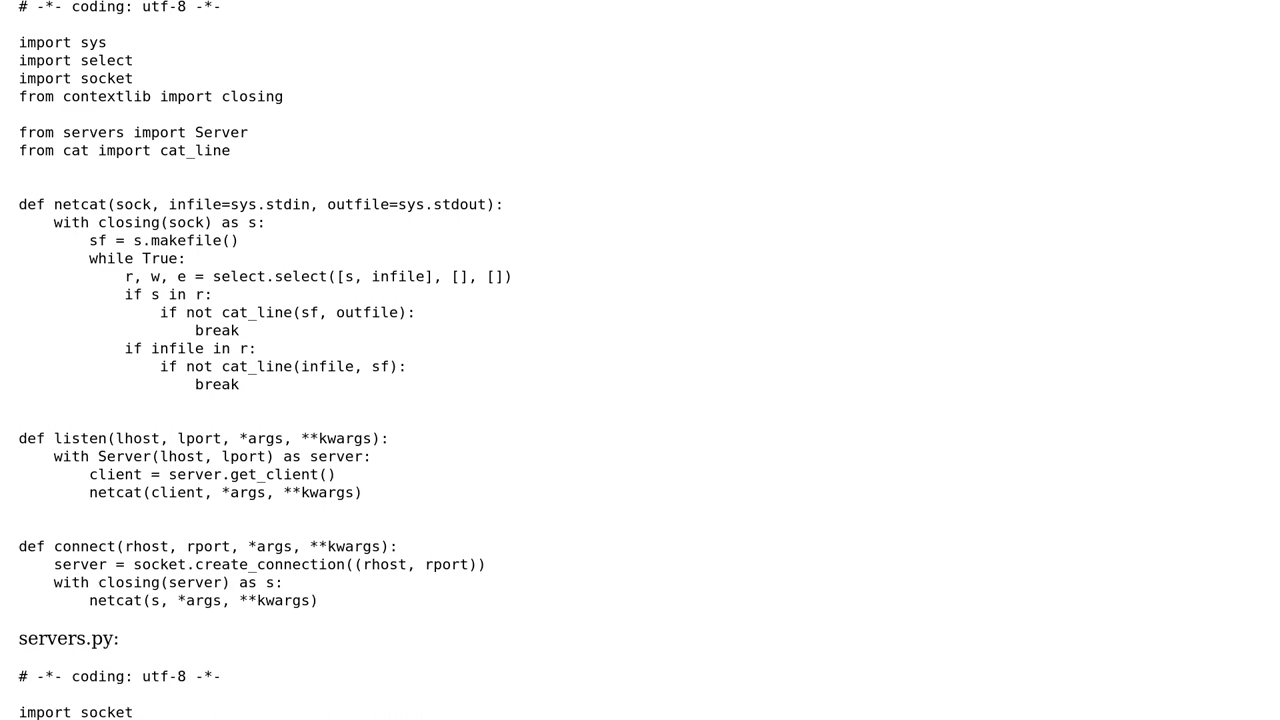 # -*- coding: utf-8 -*-

import sys
import select
import socket
from contextlib import closing

from servers import Server
from cat import cat_line


def netcat(sock, infile=sys.stdin, outfile=sys.stdout):
    with closing(sock) as s:
        sf = s.makefile()
        while True:
            r, w, e = select.select([s, infile], [], [])
            if s in r:
                if not cat_line(sf, outfile):
                    break
            if infile in r:
                if not cat_line(infile, sf):
                    break


def listen(lhost, lport, *args, **kwargs):
    with Server(lhost, lport) as server:
        client = server.get_client()
        netcat(client, *args, **kwargs)


def connect(rhost, rport, *args, **kwargs):
    server = socket.create_connection((rhost, rport))
    with closing(server) as s:
        netcat(s, *args, **kwargs)

servers.py:

# -*- coding: utf-8 -*-

import socket